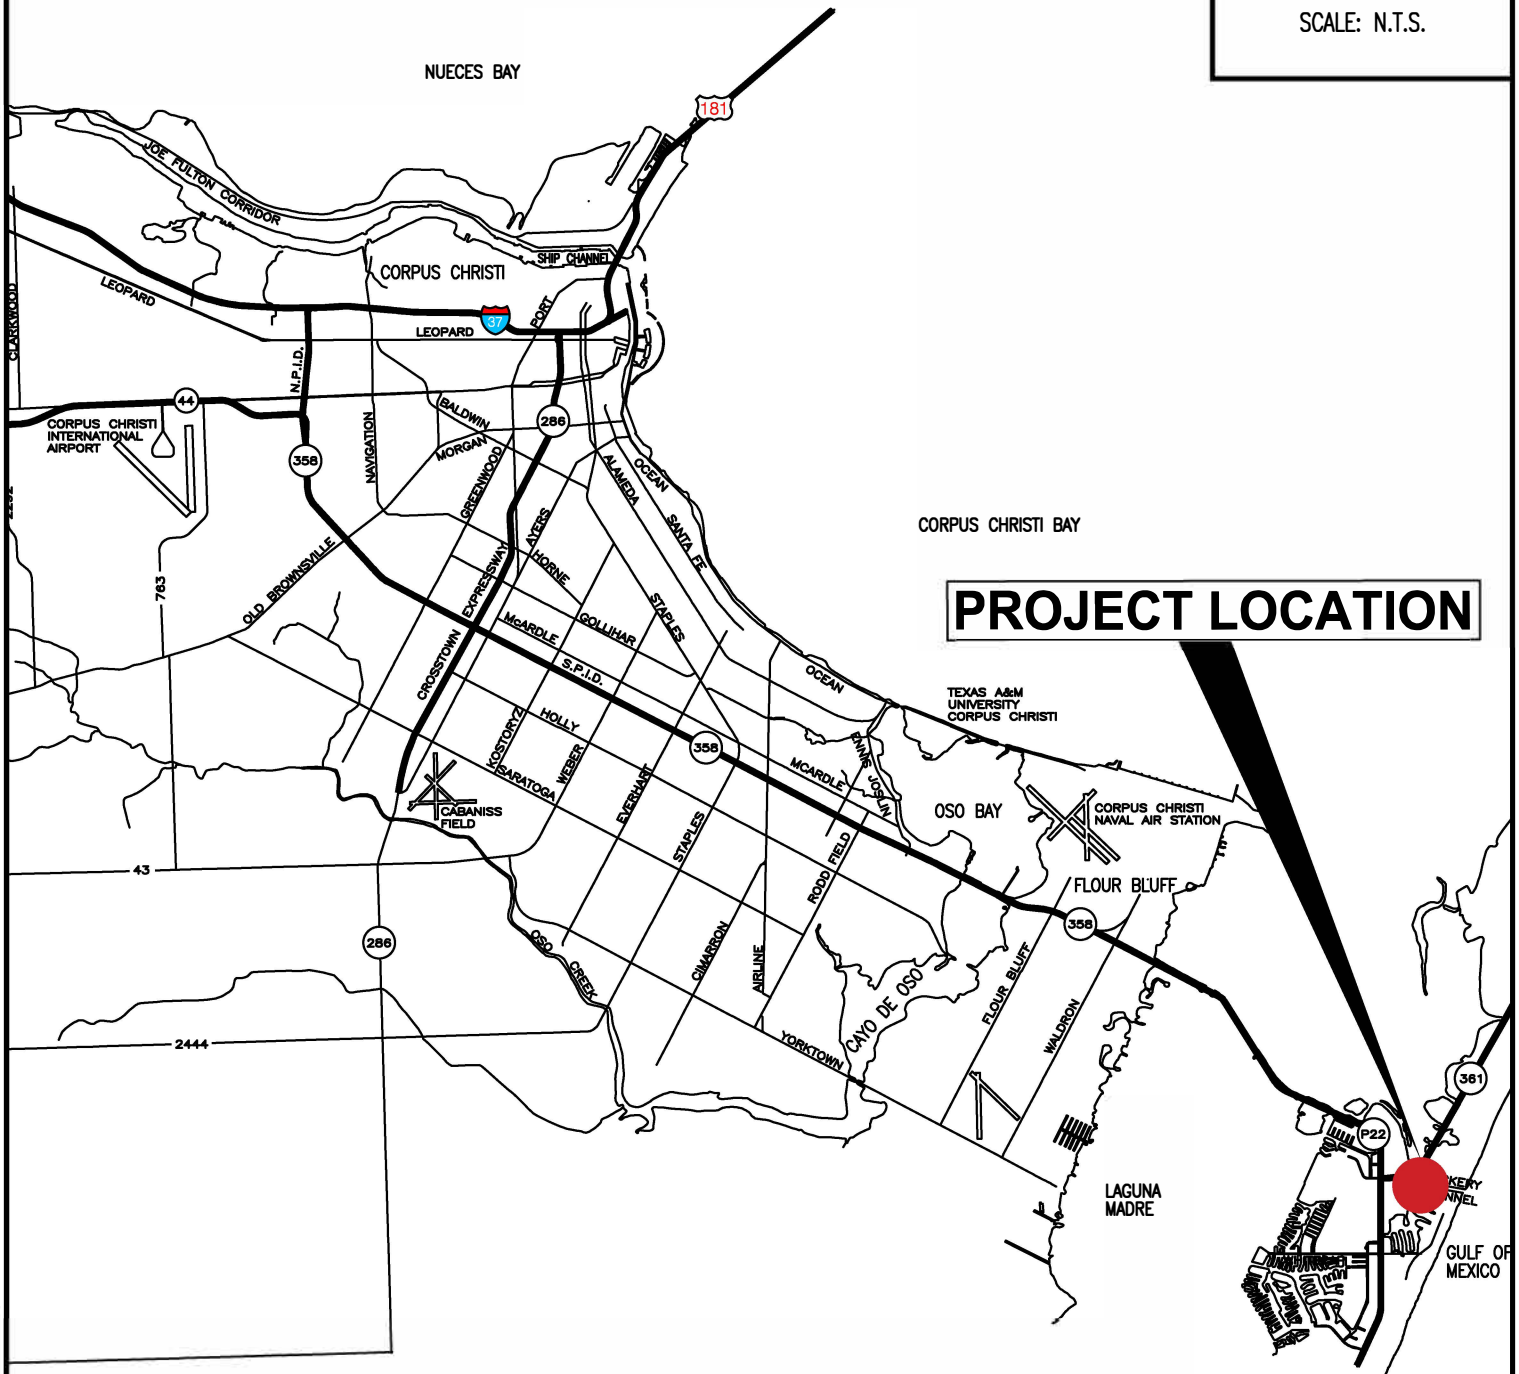 SCALE: N.T.S.
NUECES BAY
181
JOE FULTON CORRIDOR
SHIP CHANNEL
CORPUS CHRISTI
LEOPARD
CLARKWOOD
37
PORT
LEOPARD
N.P.I.D.
44
CORPUS CHRISTI
INTERNATIONAL
AIRPORT
NAVIGATION
BALDWIN
MORGAN
286
358
GREENWOOD
ALAMEDA
OCEAN
SANTA FE
AYERS
HORNE
EXPRESSWAY
CROSSTOWN
OLD BROWNSVILLE
763
CORPUS CHRISTI BAY
PROJECT LOCATION
STAPLES
GOLLIHAR
McARDLE
S.P.I.D.
OCEAN
TEXAS A&M
UNIVERSITY
CORPUS CHRISTI
KOSTORYZ
HOLLY
WEBER
SARATOGA
358
EVERHART
STAPLES
MCARDLE
ENNIS JOSLIN
OSO BAY
CORPUS CHRISTI
NAVAL AIR STATION
CABANISS
FIELD
43
RODD FIELD
FLOUR BLUFF
358
286
OSO CREEK
CIMARRON
AIRLINE
CAYO DE OSO
FLOUR BLUFF
WALDRON
2444
YORKTOWN
361
P22
LAGUNA
MADRE
KERY
NNEL
GULF OF
MEXICO